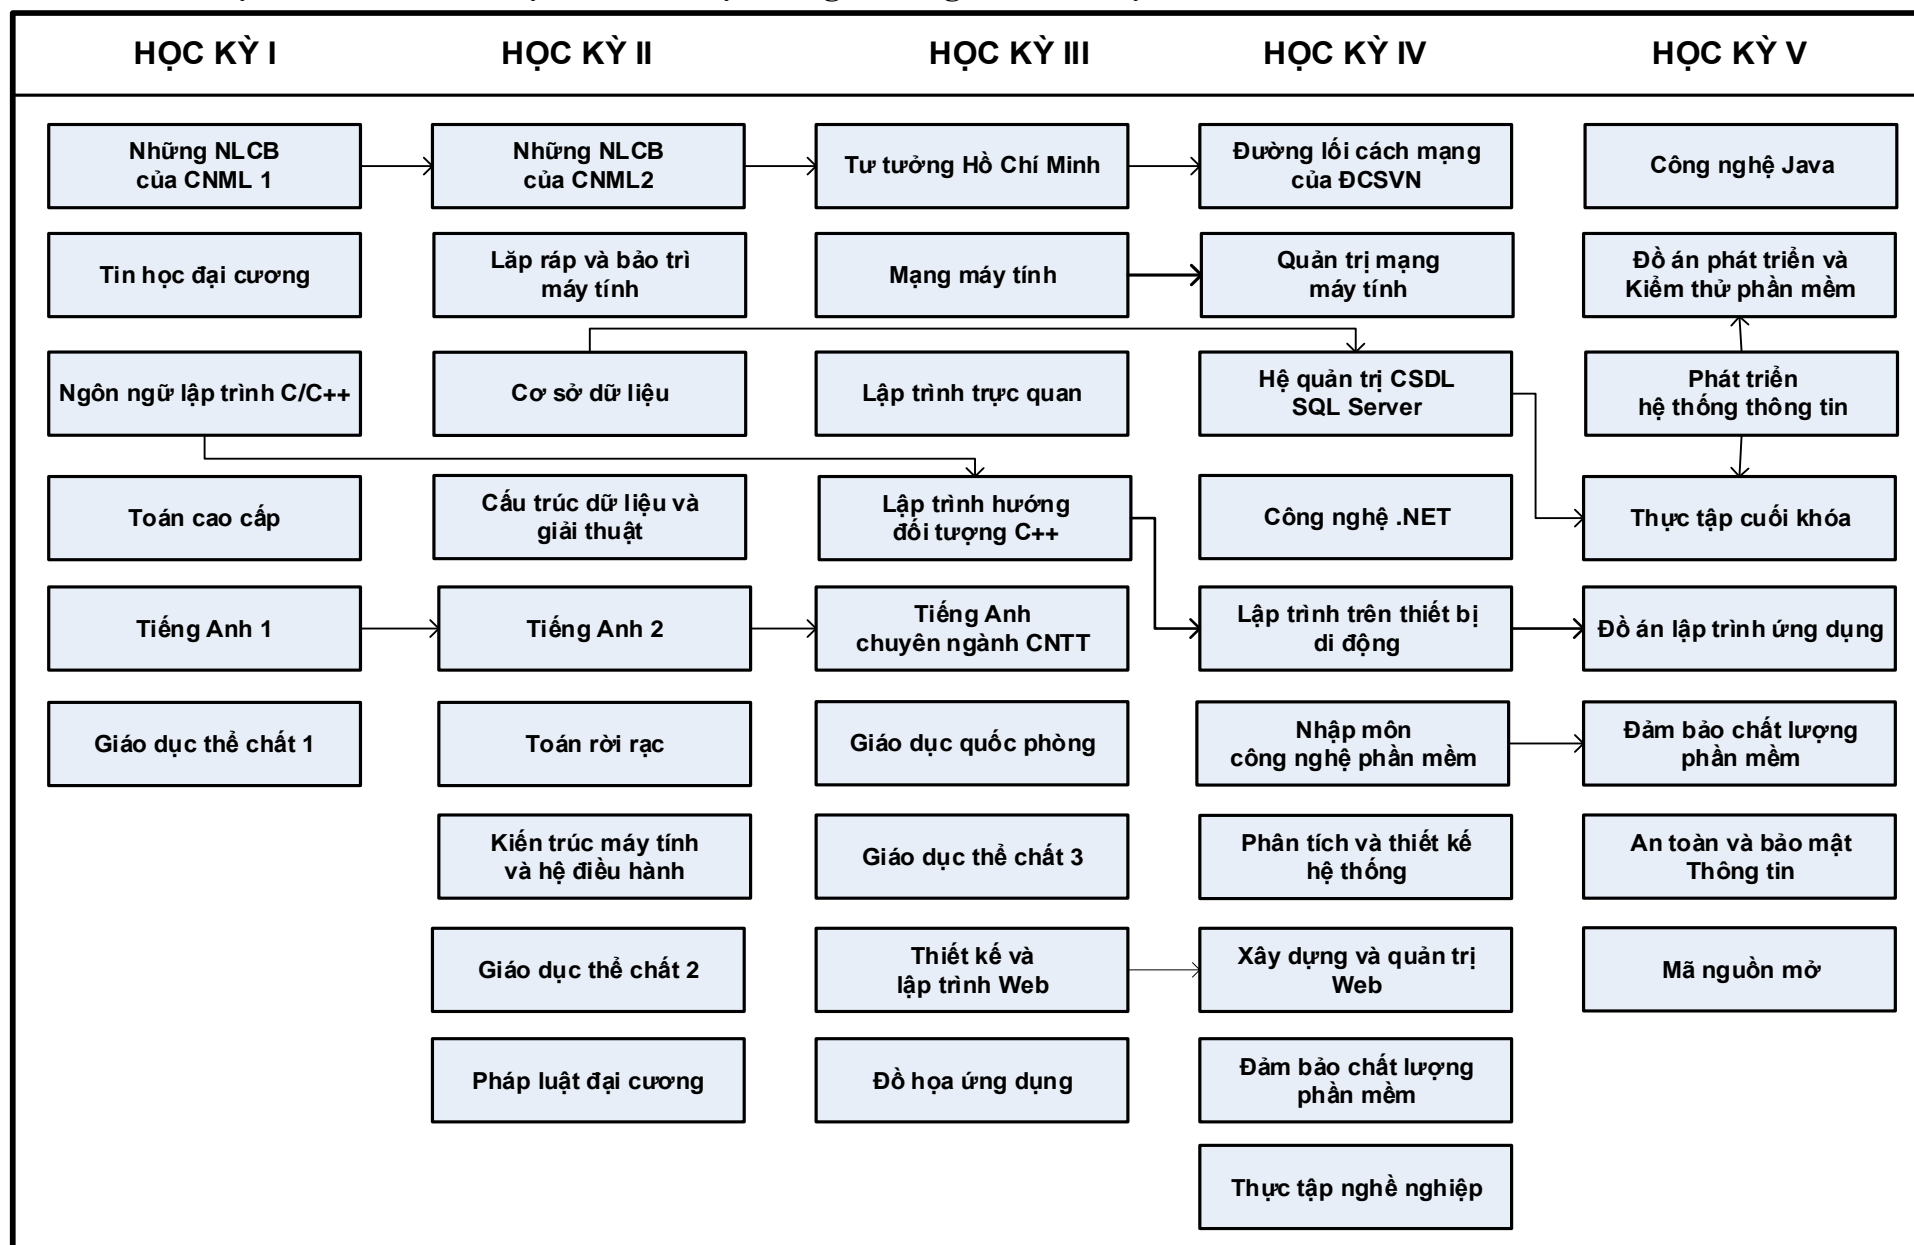 HỌC KỲ I
HỌC KỲ II
HỌC KỲ III
HỌC KỲ IV
HỌC KỲ V
Những NLCB
của CNML 1
Những NLCB
của CNML2
Tư tưởng Hồ Chí Minh
Đường lối cách mạng
của ĐCSVN
Công nghệ Java
Tin học đại cương
Lăp ráp và bảo trì
máy tính
Mạng máy tính
Quản trị mạng
máy tính
Đồ án phát triển và
Kiểm thử phần mềm
Ngôn ngữ lập trình C/C++
Cơ sở dữ liệu
Lập trình trực quan
Hệ quản trị CSDL
SQL Server
Phát triển
hệ thống thông tin
Toán cao cấp
Cấu trúc dữ liệu và
giải thuật
Lập trình hướng
đối tượng C++
Công nghệ .NET
Thực tập cuối khóa
Tiếng Anh 1
Tiếng Anh 2
Tiếng Anh
chuyên ngành CNTT
Lập trình trên thiết bị
di động
Đồ án lập trình ứng dụng
Giáo dục thể chất 1
Toán rời rạc
Giáo dục quốc phòng
Nhập môn
công nghệ phần mềm
Đảm bảo chất lượng
phần mềm
Kiến trúc máy tính
và hệ điều hành
Giáo dục thể chất 3
Phân tích và thiết kế
hệ thống
An toàn và bảo mật
Thông tin
Giáo dục thể chất 2
Thiết kế và
lập trình Web
Xây dựng và quản trị
Web
Mã nguồn mở
Pháp luật đại cương
Đồ họa ứng dụng
Đảm bảo chất lượng
phần mềm
Thực tập nghề nghiệp